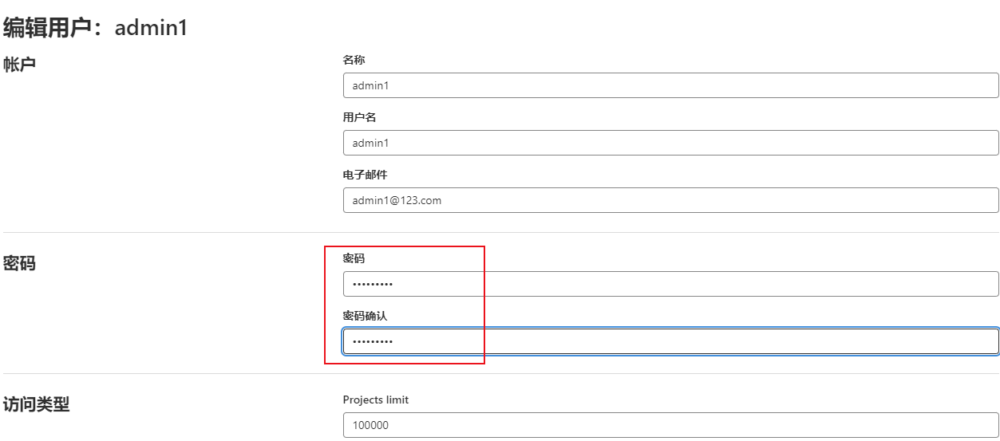 编辑用户：admin1
帐户
名称
admin1
用户名
admin1
电子邮件
admin1@123.com
密码
密码
•••••••••
密码确认
•••••••••
访问类型
Projects limit
100000